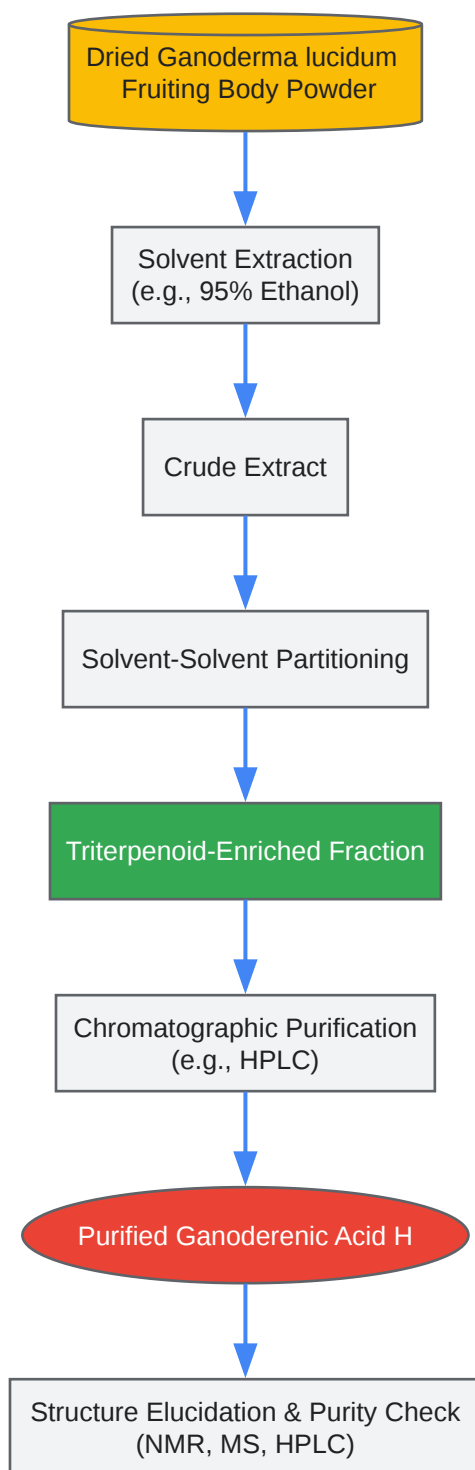 Dried Ganoderma lucidum
Fruiting Body Powder
Solvent Extraction
(e.g., 95% Ethanol)
Crude Extract
Solvent-Solvent Partitioning
Triterpenoid-Enriched Fraction
Chromatographic Purification
(e.g., HPLC)
Purified Ganoderenic Acid H
Structure Elucidation & Purity Check
(NMR, MS, HPLC)